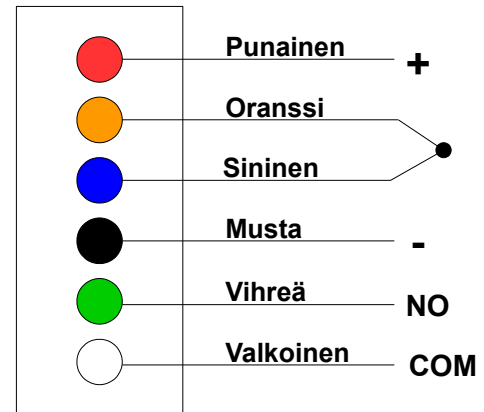 Punainen +
Oranssi
Sininen
Musta -
Vihreä NO
Valkoinen COM